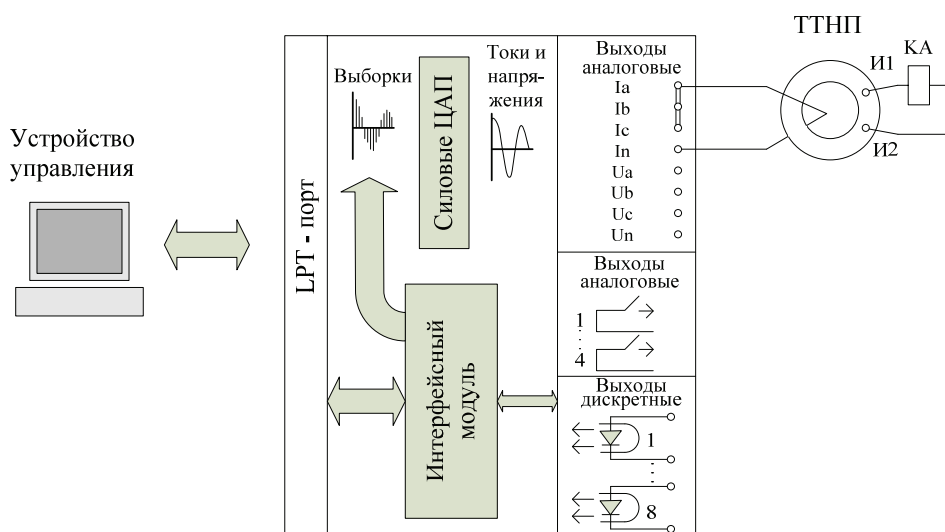 Устройство
управления
LPT - порт
Выборки
Силовые ЦАП
Токи и
напря-
жения
Интерфейсный
модуль
Выходы
аналоговые
Ia
Ib
Ic
In
Ua
Ub
Uc
Un
Выходы
аналоговые
1
4
Выходы
дискретные
1
8
ТТНП
И1
КА
И2